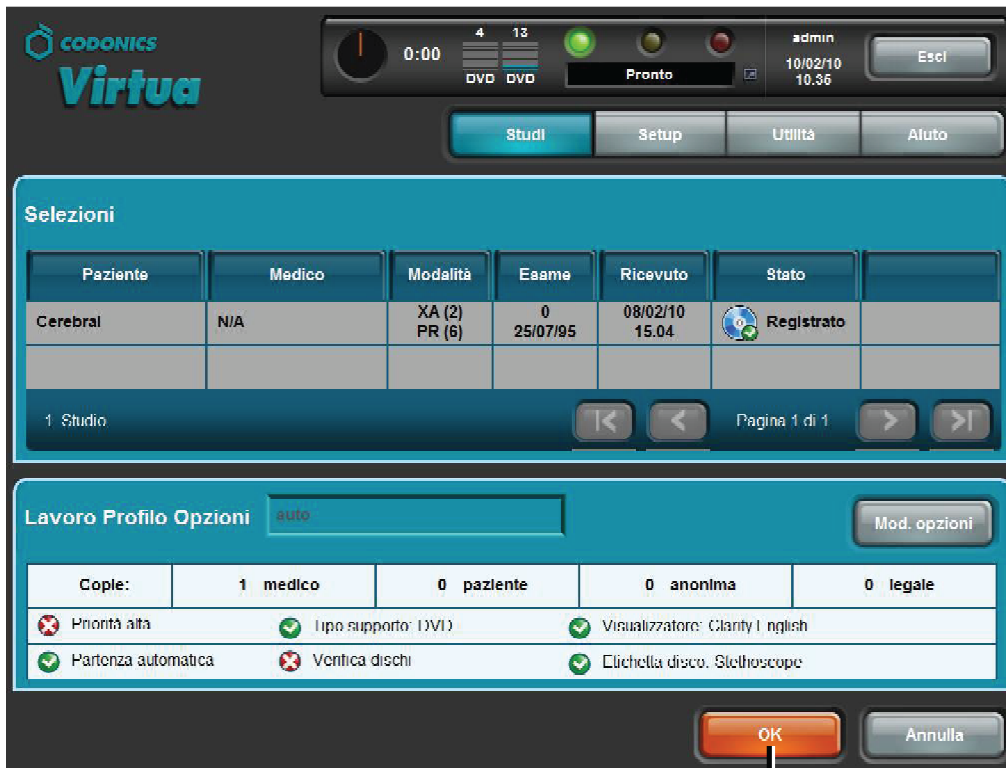 CODONICS
Virtua
0:00
4 13
DVD DVD
Pronto
admin
10/02/10
10.35
Esci
Studi Setup Utilità Aiuto
Selezioni
Paziente Medico Modalità Esame Ricevuto Stato
Cerebral N/A XA (2) 0 08/02/10 Registrato
PR (6) 25/07/95 15.04
1 Studio Pagina 1 di 1
Lavoro Profilo Opzioni auto Mod. opzioni
Copie: 1 medico 0 paziente 0 anonima 0 legale
Priorità alta Tipo supporto: DVD Visualizzatore: Clarity English
Partenza automatica Verifica dischi Etichetta disco: Stethoscope
OK Annulla